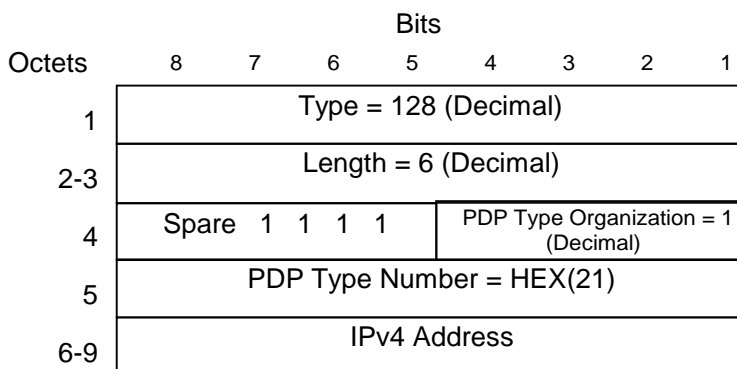 Bits
Octets 8 7 6 5 4 3 2 1
1 Type = 128 (Decimal)
2-3 Length = 6 (Decimal)
4 Spare 1 1 1 1 PDP Type Organization = 1
(Decimal)
5 PDP Type Number = HEX(21)
6-9 IPv4 Address